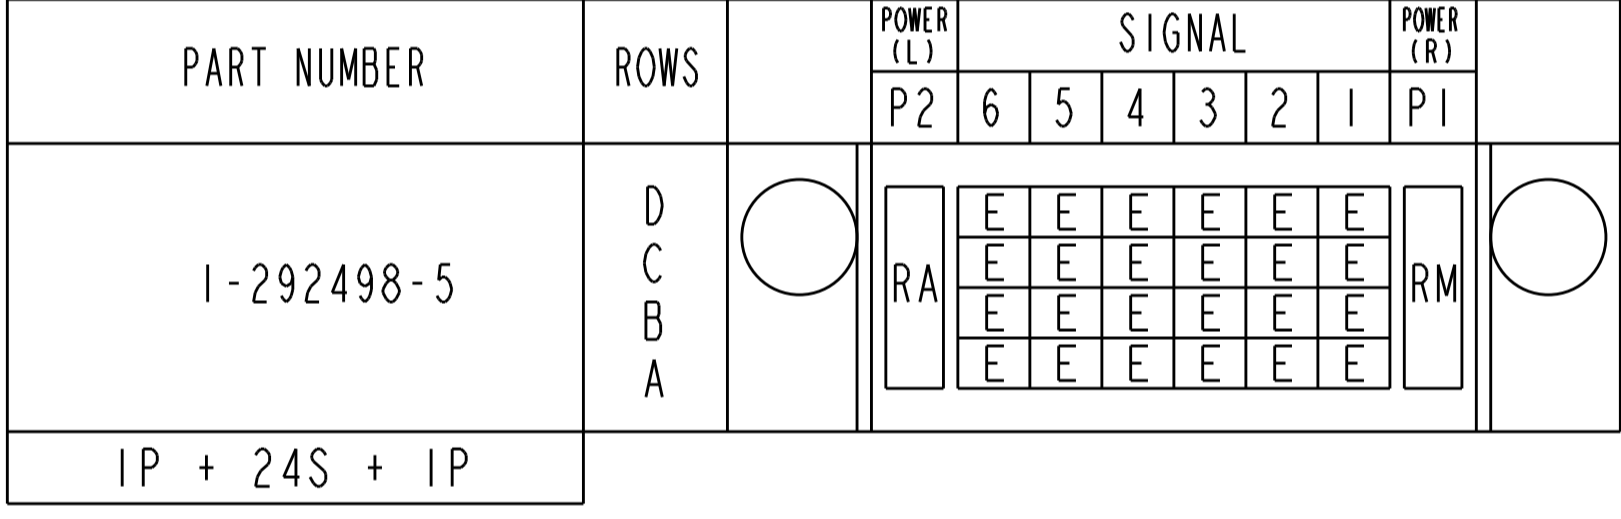 PART NUMBER ROWS POWER (L) SIGNAL POWER (R)
P2 6 5 4 3 2 1 P1
1-292498-5
D E E E E E E
C E E E E E E
RA RM
B E E E E E E
A E E E E E E
1P + 24S + 1P